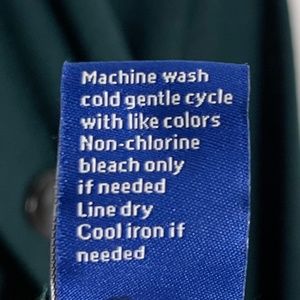 Machine wash
cold gentle cycle
with like colors
Non-chlorine
bleach only
if needed
Line dry
Cool iron if
needed